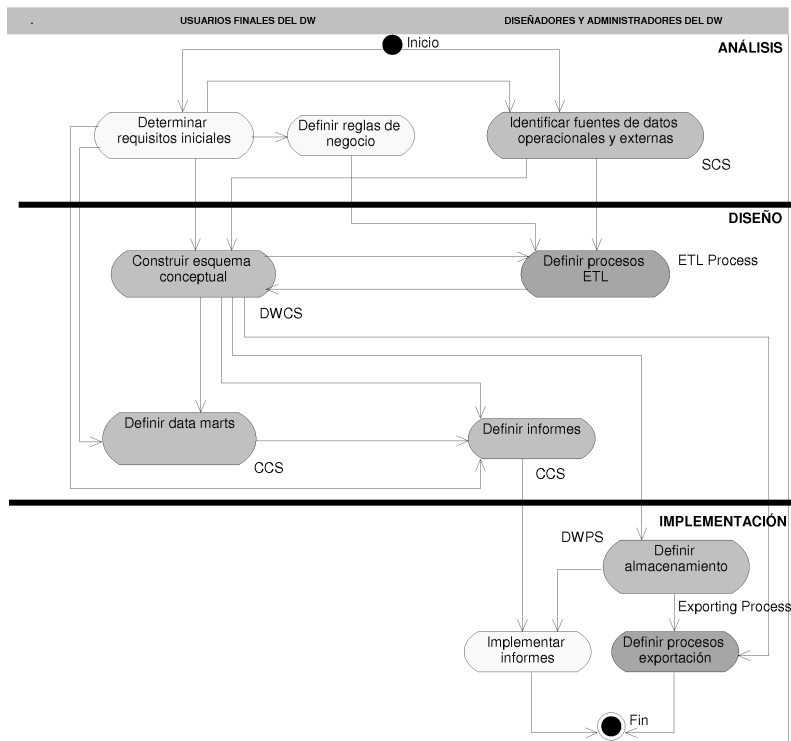 . USUARIOS FINALES DEL DW DISEÑADORES Y ADMINISTRADORES DEL DW
Inicio
ANÁLISIS
Determinar
requisitos iniciales
Definir reglas de
negocio
Identificar fuentes de datos
operacionales y externas
SCS
DISEÑO
Construir esquema
conceptual
Definir procesos
ETL
ETL Process
DWCS
Definir data marts
Definir informes
CCS
CCS
IMPLEMENTACIÓN
DWPS
Definir
almacenamiento
Exporting Process
Implementar
informes
Definir procesos
exportación
Fin